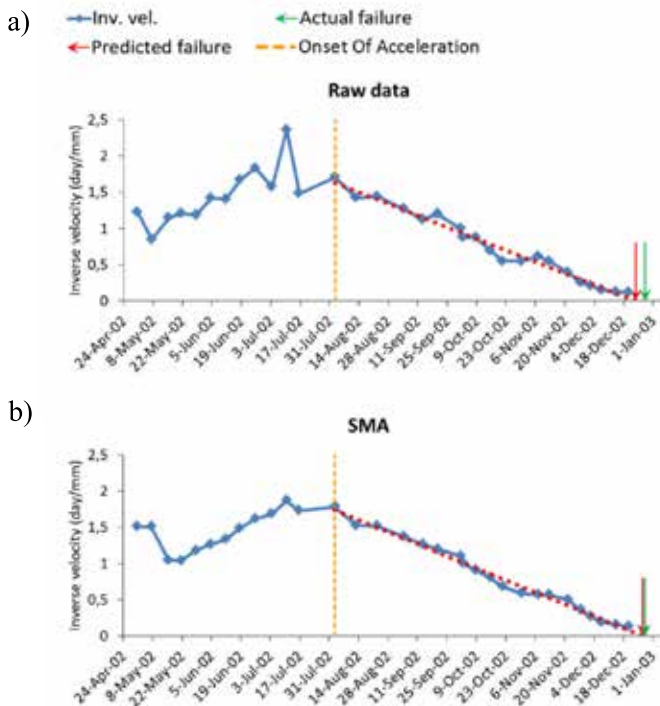 a)
Inv. vel. Actual failure
Predicted failure Onset Of Acceleration
Raw data
Inverse velocity (day/mm)
2,5
2
1,5
1
0,5
0
24-Apr-02 8-May-02 22-May-02 5-Jun-02 19-Jun-02 3-Jul-02 17-Jul-02 31-Jul-02 14-Aug-02 28-Aug-02 11-Sep-02 25-Sep-02 9-Oct-02 23-Oct-02 6-Nov-02 20-Nov-02 4-Dec-02 18-Dec-02 1-Jan-03
b)
SMA
Inverse velocity (day/mm)
2,5
2
1,5
1
0,5
0
24-Apr-02 8-May-02 22-May-02 5-Jun-02 19-Jun-02 3-Jul-02 17-Jul-02 31-Jul-02 14-Aug-02 28-Aug-02 11-Sep-02 25-Sep-02 9-Oct-02 23-Oct-02 6-Nov-02 20-Nov-02 4-Dec-02 18-Dec-02 1-Jan-03